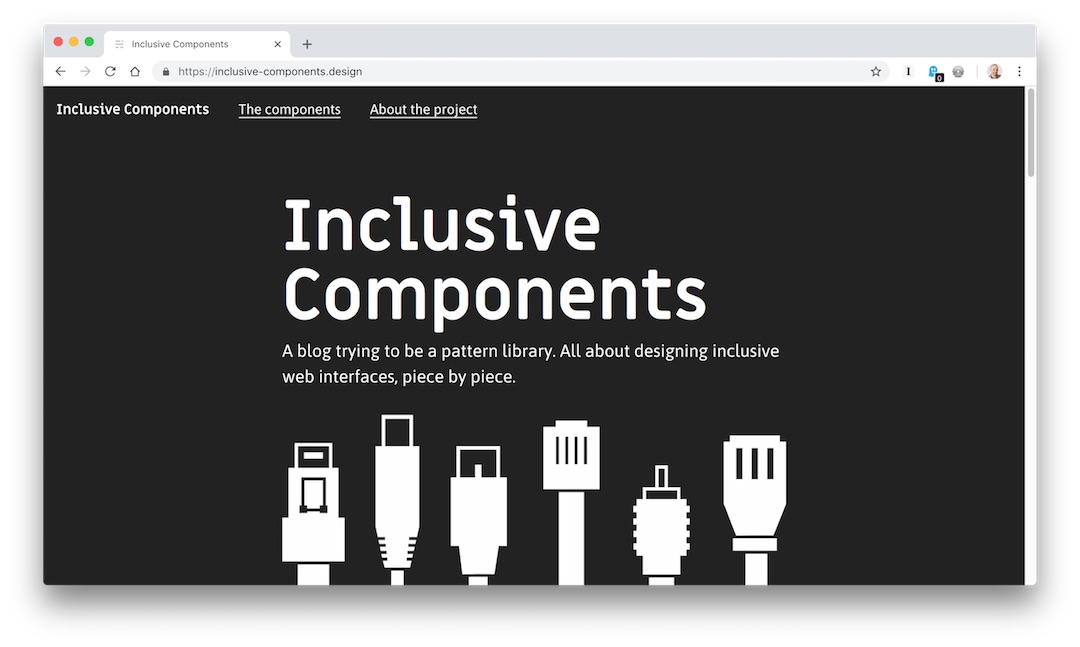 Inclusive Components
https://inclusive-components.design
I
0
Inclusive Components The components About the project
Inclusive
Components
A blog trying to be a pattern library. All about designing inclusive
web interfaces, piece by piece.